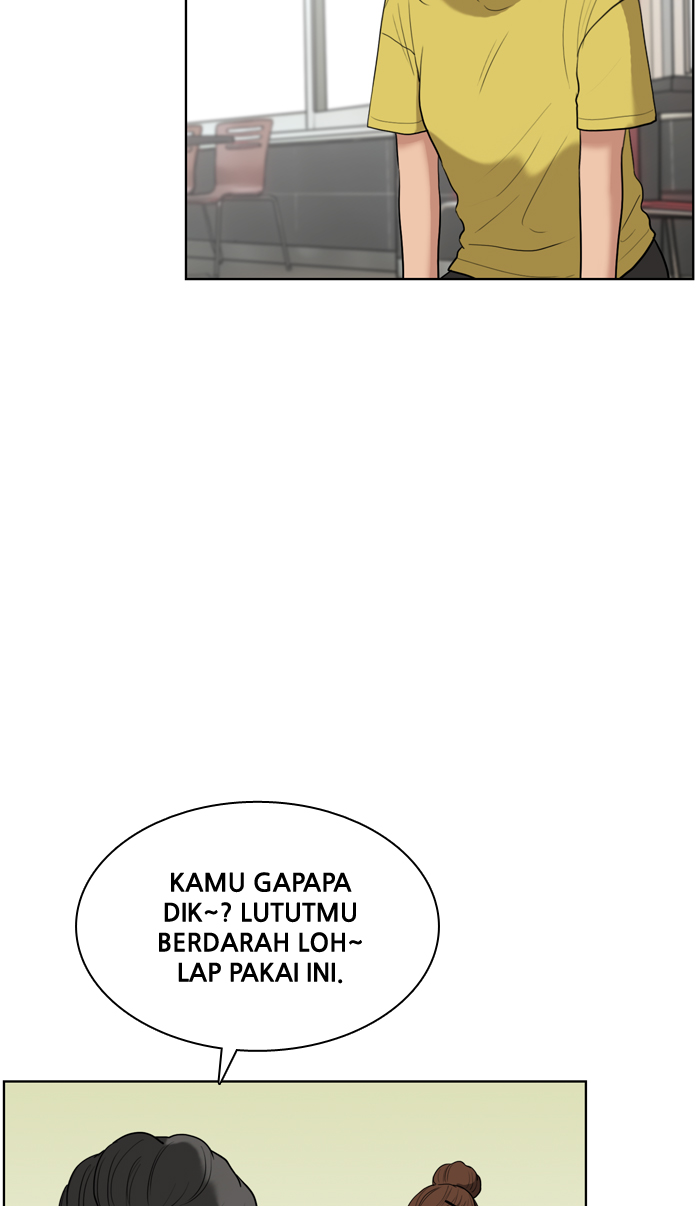 KAMU GAPAPA
DIK~? LUTUTMU
BERDARAH LOH~
LAP PAKAI INI.